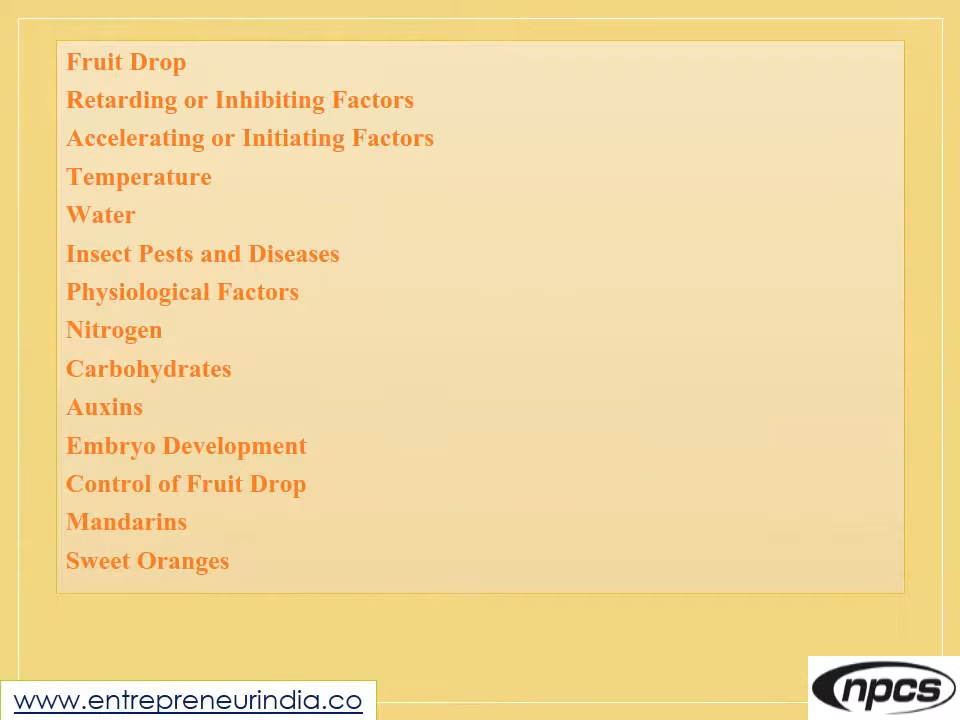 Fruit Drop
Retarding or Inhibiting Factors
Accelerating or Initiating Factors
Temperature
Water
Insect Pests and Diseases
Physiological Factors
Nitrogen
Carbohydrates
Auxins
Embryo Development
Control of Fruit Drop
Mandarins
Sweet Oranges
www.entrepreneurindia.co
npcs